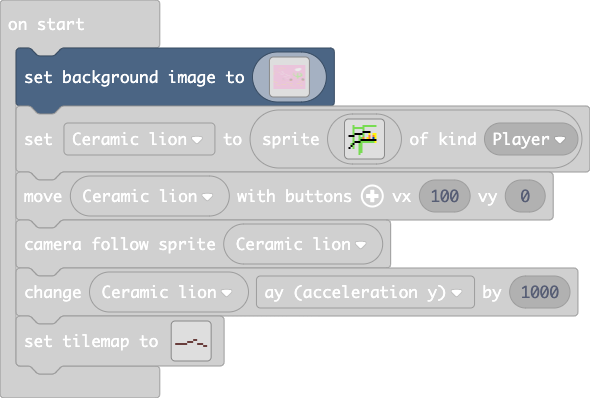 on start
set background image to
set Ceramic lion to sprite of kind Player
move Ceramic lion with buttons vx 100 vy 0
camera follow sprite Ceramic lion
change Ceramic lion ay (acceleration y) by 1000
set tilemap to